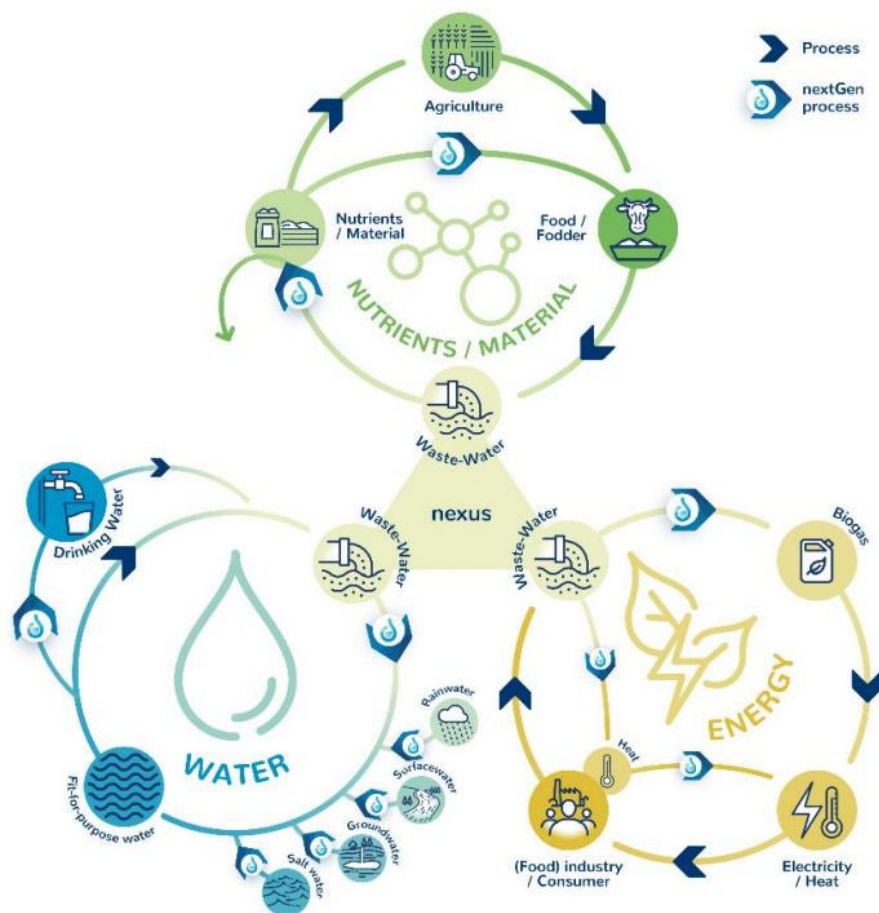 Process
nextGen
process
Agriculture
Nutrients
/ Material
Food /
Fodder
NUTRIENTS / MATERIAL
Waste-Water
nexus
Drinking Water
Waste-Water
Waste-Water
Biogas
WATER
ENERGY
Rainwater
Surfacewater
Groundwater
Salt water
Fit-for-purpose water
Heat
(Food) industry
/ Consumer
Electricity
/ Heat